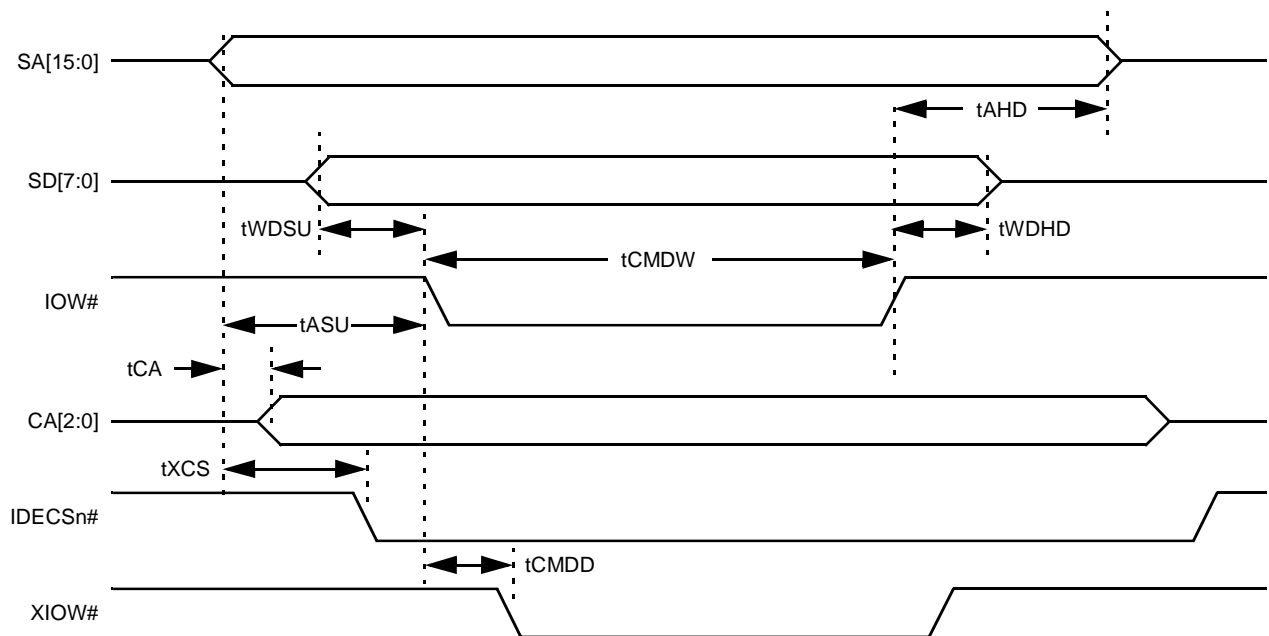 SA[15:0]
tAHD
SD[7:0]
tWDSU
tWDHD
tCMDW
IOW#
tASU
tCA
CA[2:0]
tXCS
IDECSn#
tCMDD
XIOW#